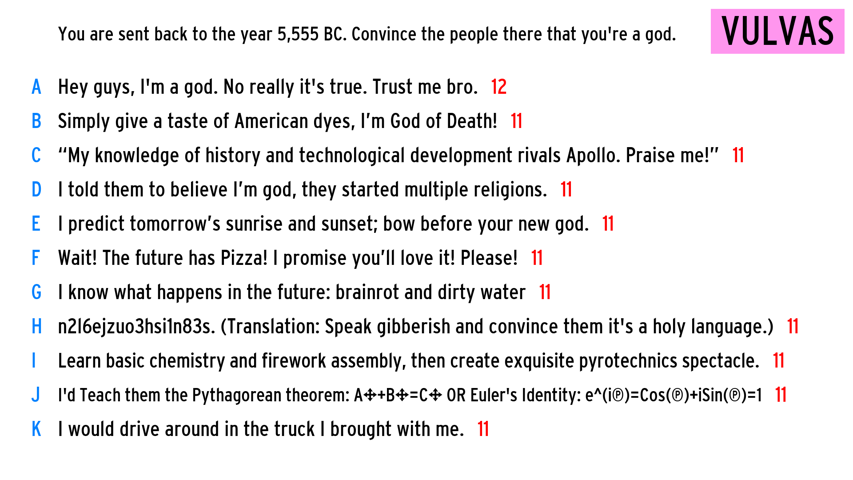 You are sent back to the year 5,555 BC. Convince the people there that you're a god.
VULVAS
A Hey guys, I'm a god. No really it's true. Trust me bro. 12
B Simply give a taste of American dyes, I’m God of Death! 11
C “My knowledge of history and technological development rivals Apollo. Praise me!” 11
D I told them to believe I’m god, they started multiple religions. 11
E I predict tomorrow’s sunrise and sunset; bow before your new god. 11
F Wait! The future has Pizza! I promise you’ll love it! Please! 11
G I know what happens in the future: brainrot and dirty water 11
H n2l6ejzuo3hsi1n83s. (Translation: Speak gibberish and convince them it's a holy language.) 11
I Learn basic chemistry and firework assembly, then create exquisite pyrotechnics spectacle. 11
J I'd Teach them the Pythagorean theorem: A✢+B✢=C✢ OR Euler's Identity: e^(i℗)=Cos(℗)+iSin(℗)=1 11
K I would drive around in the truck I brought with me. 11